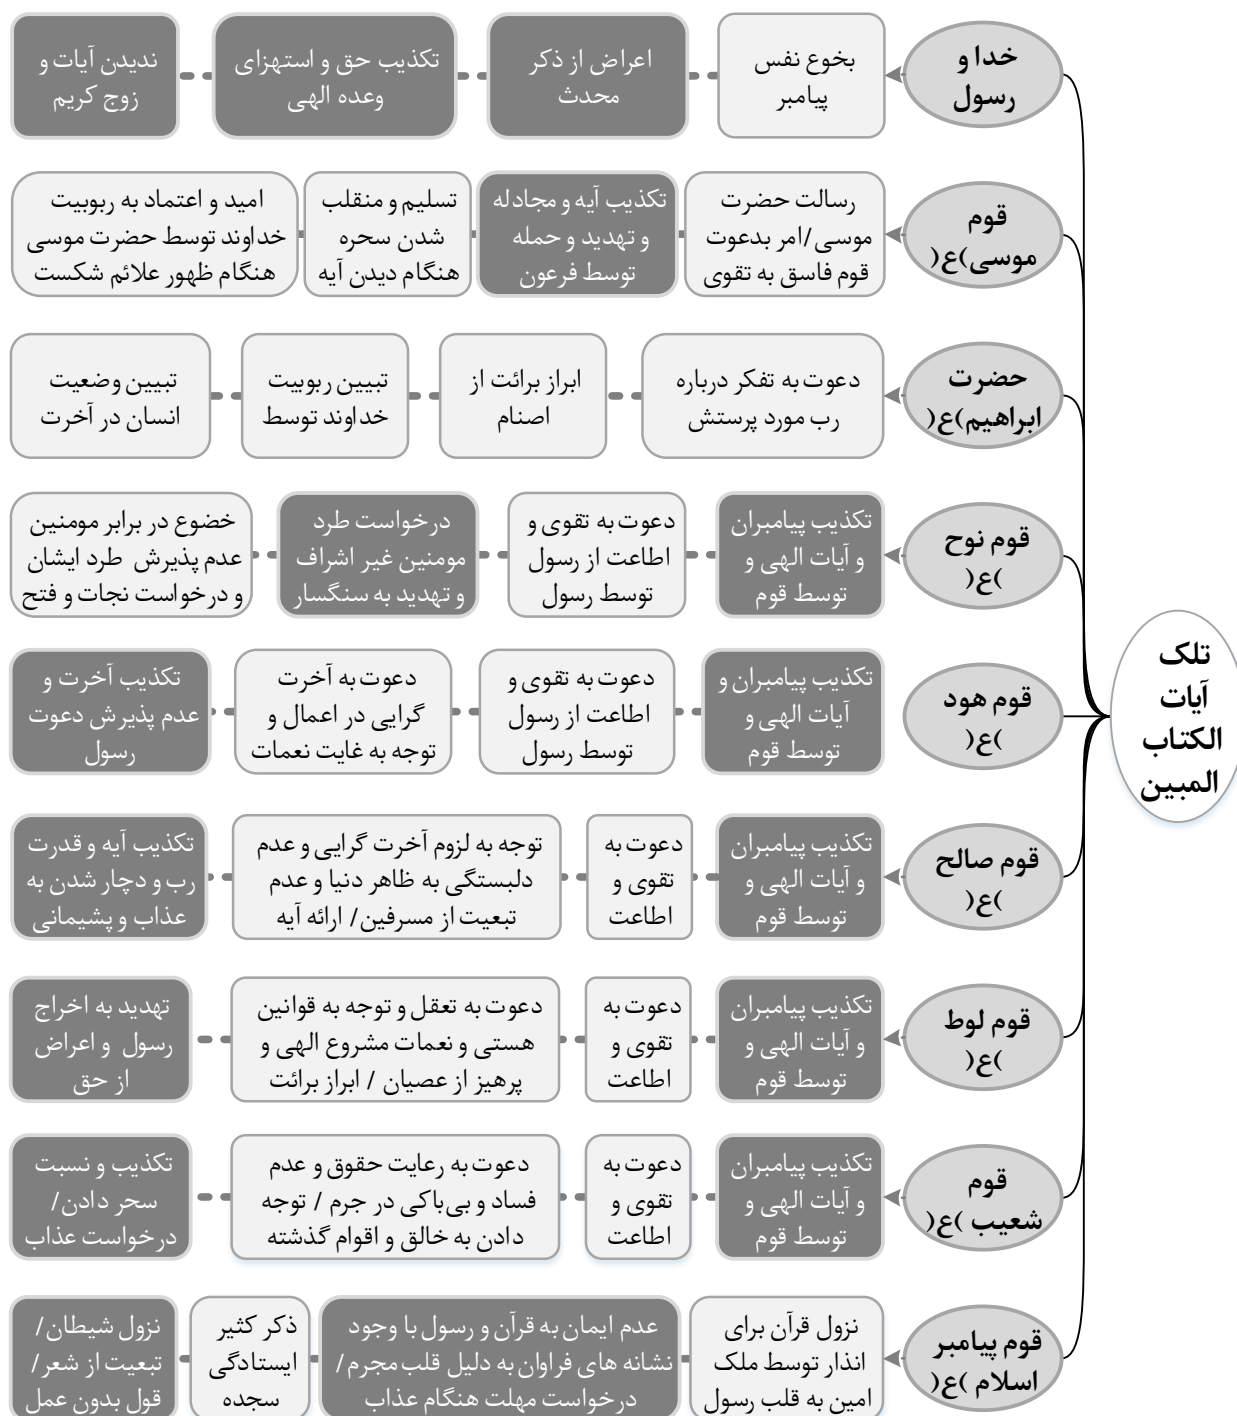 تلک
آیات
الکتاب
المبین
خدا و
رسول
بخوع نفس
پیامبر
اعراض از ذکر
محدث
تکذیب حق و استهزای
وعده الهی
ندیدن آیات و
زوج کریم
قوم
موسی)ع(
رسالت حضرت
موسی/امر بدعوت
قوم فاسق به تقوی
تکذیب آیه و مجادله
و تهدید و حمله
توسط فرعون
تسلیم و منقلب
شدن سحره
هنگام دیدن آیه
امید و اعتماد به ربوبیت
خداوند توسط حضرت موسی
هنگام ظهور علائم شکست
حضرت
ابراهیم)ع(
دعوت به تفکر درباره
رب مورد پرستش
ابراز برائت از
اصنام
تبیین ربوبیت
خداوند توسط
تبیین وضعیت
انسان در آخرت
قوم نوح
)ع(
تکذیب پیامبران
و آیات الهی و
توسط قوم
دعوت به تقوی و
اطاعت از رسول
توسط رسول
درخواست طرد
مومنین غیر اشراف
و تهدید به سنگسار
خضوع در برابر مومنین
عدم پذیرش طرد ایشان
و درخواست نجات و فتح
قوم هود
)ع(
تکذیب پیامبران و
آیات الهی و
توسط قوم
دعوت به تقوی و
اطاعت از رسول
توسط رسول
دعوت به آخرت
گرایی در اعمال و
توجه به غایت نعمات
تکذیب آخرت و
عدم پذیرش دعوت
رسول
قوم صالح
)ع(
تکذیب پیامبران
و آیات الهی و
توسط قوم
دعوت به
تقوی و
اطاعت
توجه به لزوم آخرت گرایی و عدم
دلبستگی به ظاهر دنیا و عدم
تبعیت از مسرفین/ ارائه آیه
تکذیب آیه و قدرت
رب و دچار شدن به
عذاب و پشیمانی
قوم لوط
)ع(
تکذیب پیامبران
و آیات الهی و
توسط قوم
دعوت به
تقوی و
اطاعت
دعوت به تعقل و توجه به قوانین
هستی و نعمات مشروع الهی و
پرهیز از عصیان / ابراز برائت
تهدید به اخراج
رسول و اعراض
از حق
قوم
شعیب )ع(
تکذیب پیامبران
و آیات الهی و
توسط قوم
دعوت به
تقوی و
اطاعت
دعوت به رعایت حقوق و عدم
فساد و بی‌باکی در جرم / توجه
دادن به خالق و اقوام گذشته
تکذیب و نسبت
سحر دادن/
درخواست عذاب
قوم پیامبر
اسلام )ع(
نزول قرآن برای
انذار توسط ملک
امین به قلب رسول
عدم ایمان به قرآن و رسول با وجود
نشانه های فراوان به دلیل قلب مجرم/
درخواست مهلت هنگام عذاب
ذکر کثیر
ایستادگی
سجده
نزول شیطان/
تبعیت از شعر/
قول بدون عمل